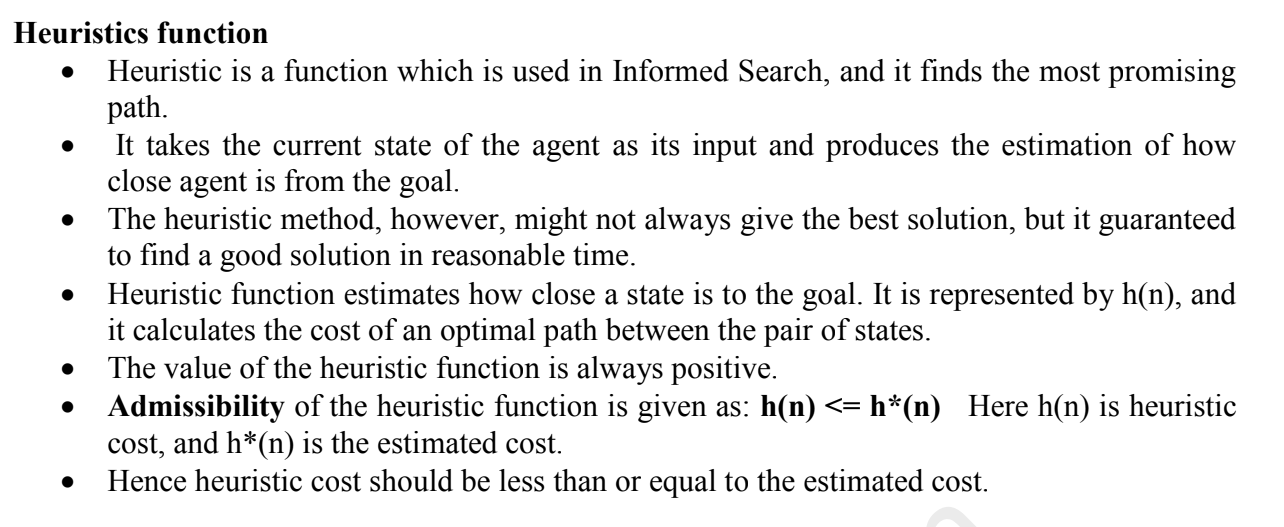 Heuristics function
• Heuristic is a function which is used in Informed Search, and it finds the most promising
path.
• It takes the current state of the agent as its input and produces the estimation of how
close agent is from the goal.
• The heuristic method, however, might not always give the best solution, but it guaranteed
to find a good solution in reasonable time.
• Heuristic function estimates how close a state is to the goal. It is represented by h(n), and
it calculates the cost of an optimal path between the pair of states.
• The value of the heuristic function is always positive.
• Admissibility of the heuristic function is given as: h(n) <= h*(n) Here h(n) is heuristic
cost, and h*(n) is the estimated cost.
• Hence heuristic cost should be less than or equal to the estimated cost.